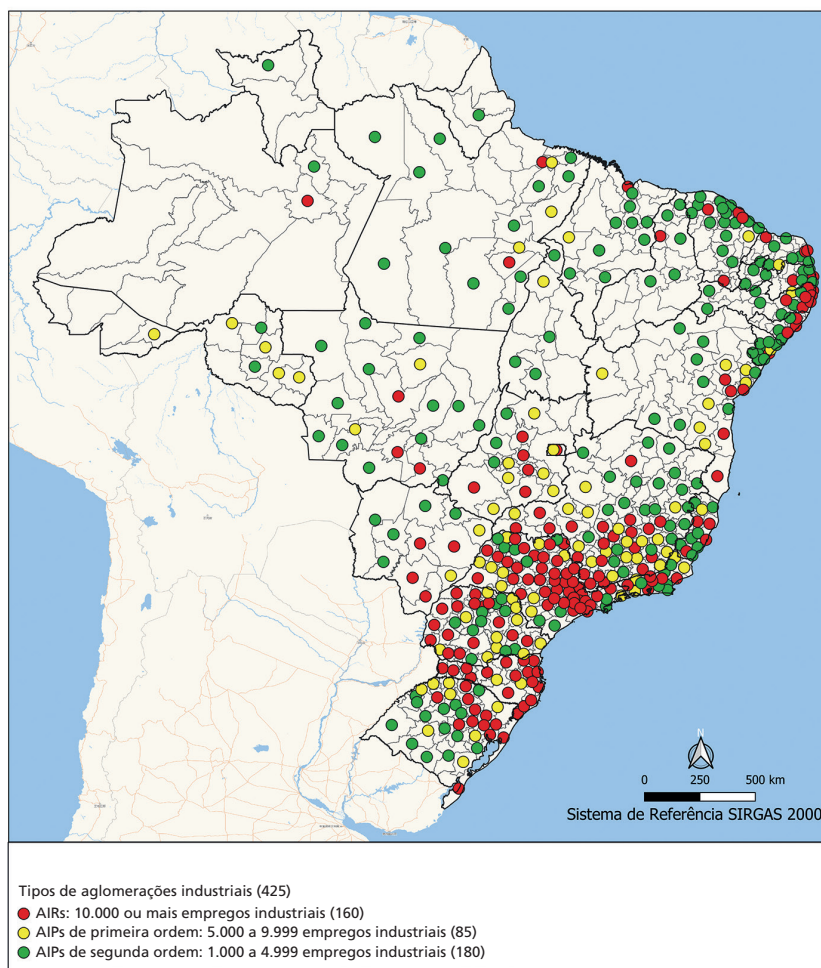 N
0 250 500 km
Sistema de Referência SIRGAS 2000
Tipos de aglomerações industriais (425)
AIRs: 10.000 ou mais empregos industriais (160)
AIPs de primeira ordem: 5.000 a 9.999 empregos industriais (85)
AIPs de segunda ordem: 1.000 a 4.999 empregos industriais (180)